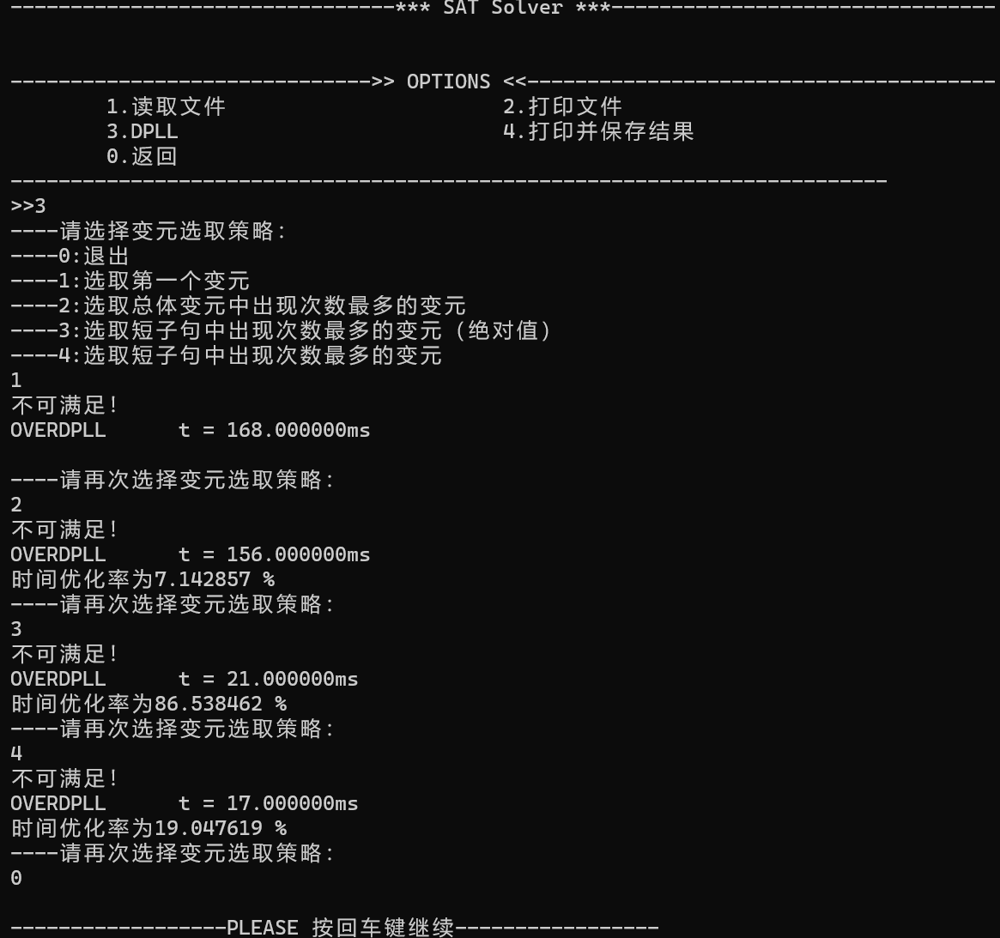 --------------------------------*** SAT Solver ***--------------------------------
------------------------------>> OPTIONS <<---------------------------------------
1.读取文件 2.打印文件
3.DPLL 4.打印并保存结果
0.返回
-------------------------------------------------------------------------
>>3
----请选择变元选取策略:
----0:退出
----1:选取第一个变元
----2:选取总体变元中出现次数最多的变元
----3:选取短子句中出现次数最多的变元（绝对值）
----4:选取短子句中出现次数最多的变元
1
不可满足!
OVERDPLL t = 168.000000ms
----请再次选择变元选取策略:
2
不可满足!
OVERDPLL t = 156.000000ms
时间优化率为7.142857 %
----请再次选择变元选取策略:
3
不可满足!
OVERDPLL t = 21.000000ms
时间优化率为86.538462 %
----请再次选择变元选取策略:
4
不可满足!
OVERDPLL t = 17.000000ms
时间优化率为19.047619 %
----请再次选择变元选取策略:
0
------------------PLEASE 按回车键继续-----------------